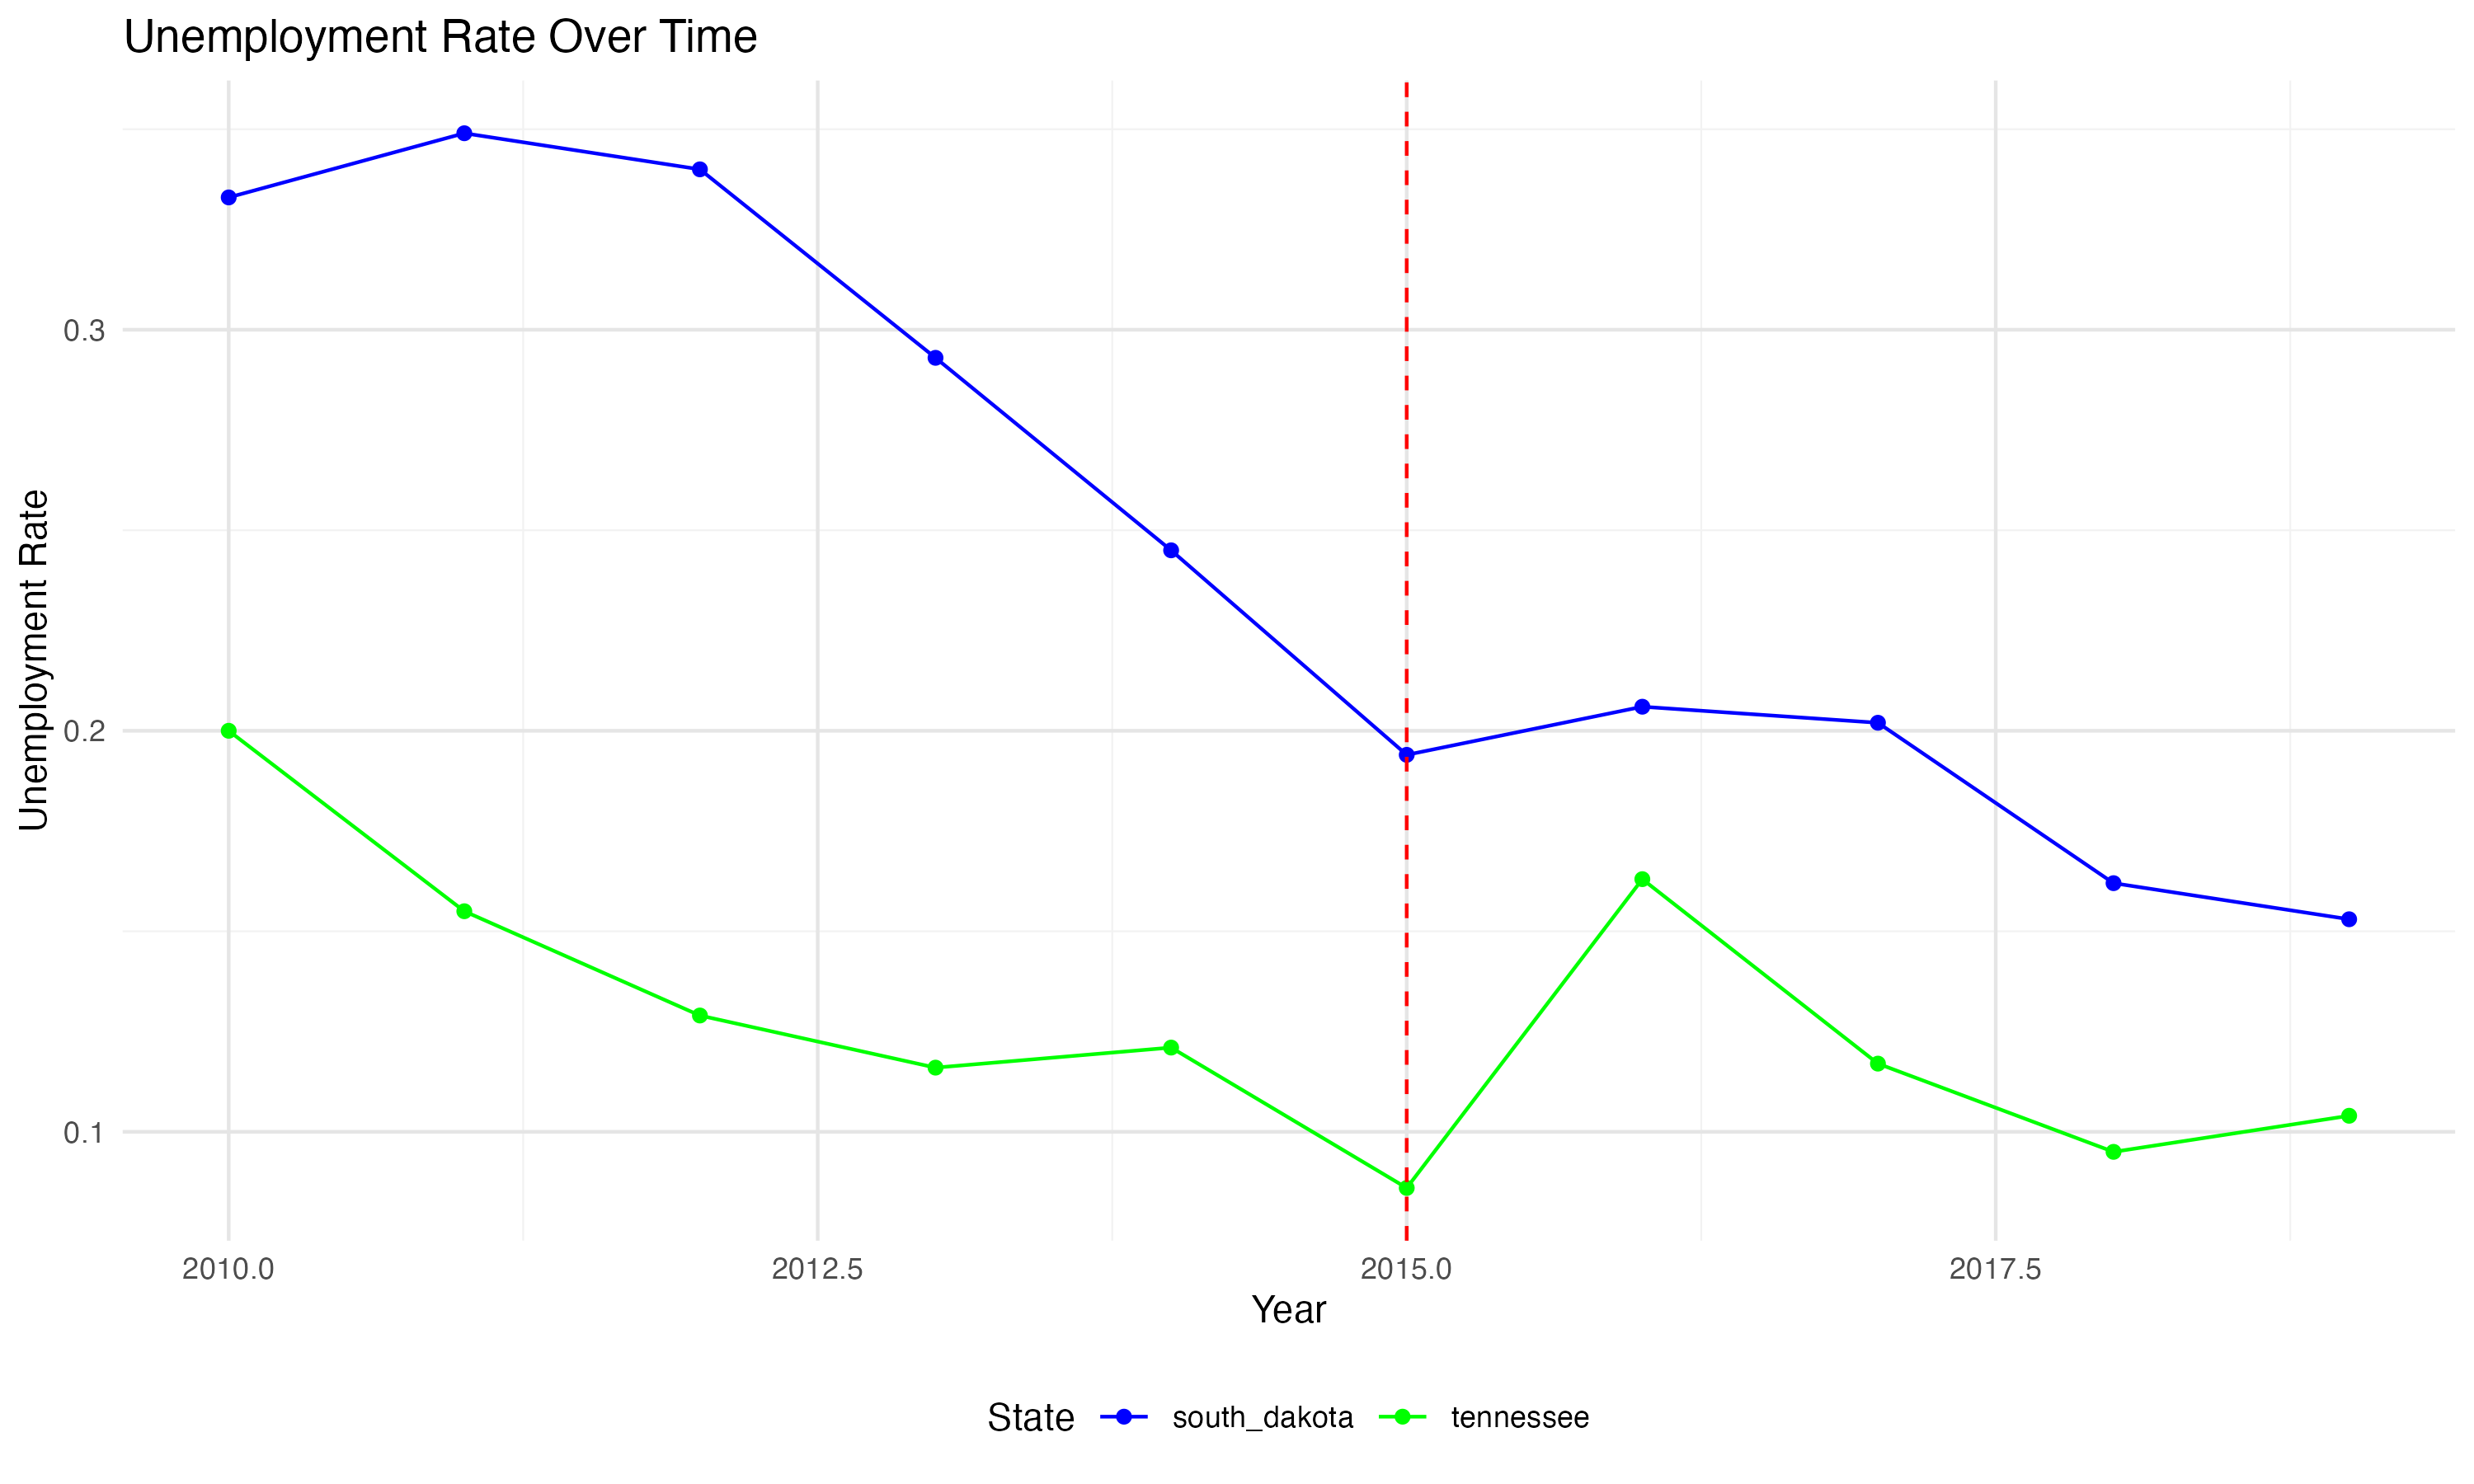 Unemployment Rate Over Time
Unemployment Rate
0.3
0.2
0.1
2010.0 2012.5 2015.0 2017.5
Year
State south_dakota tennessee